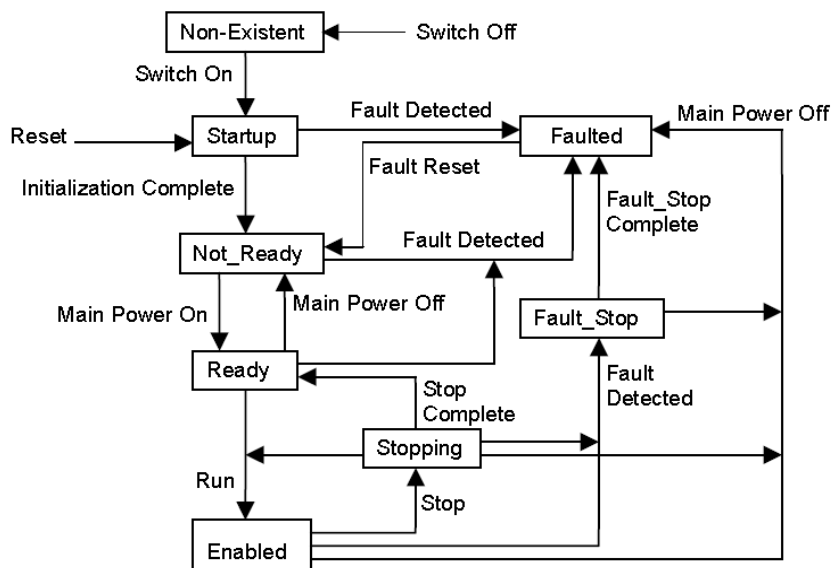 Non-Existent
Switch Off
Switch On
Fault Detected
Main Power Off
Reset
Startup
Faulted
Fault Reset
Initialization Complete
Fault_Stop
Complete
Not_Ready
Fault Detected
Main Power On
Main Power Off
Fault_Stop
Ready
Stop
Complete
Fault
Detected
Stopping
Run
Stop
Enabled